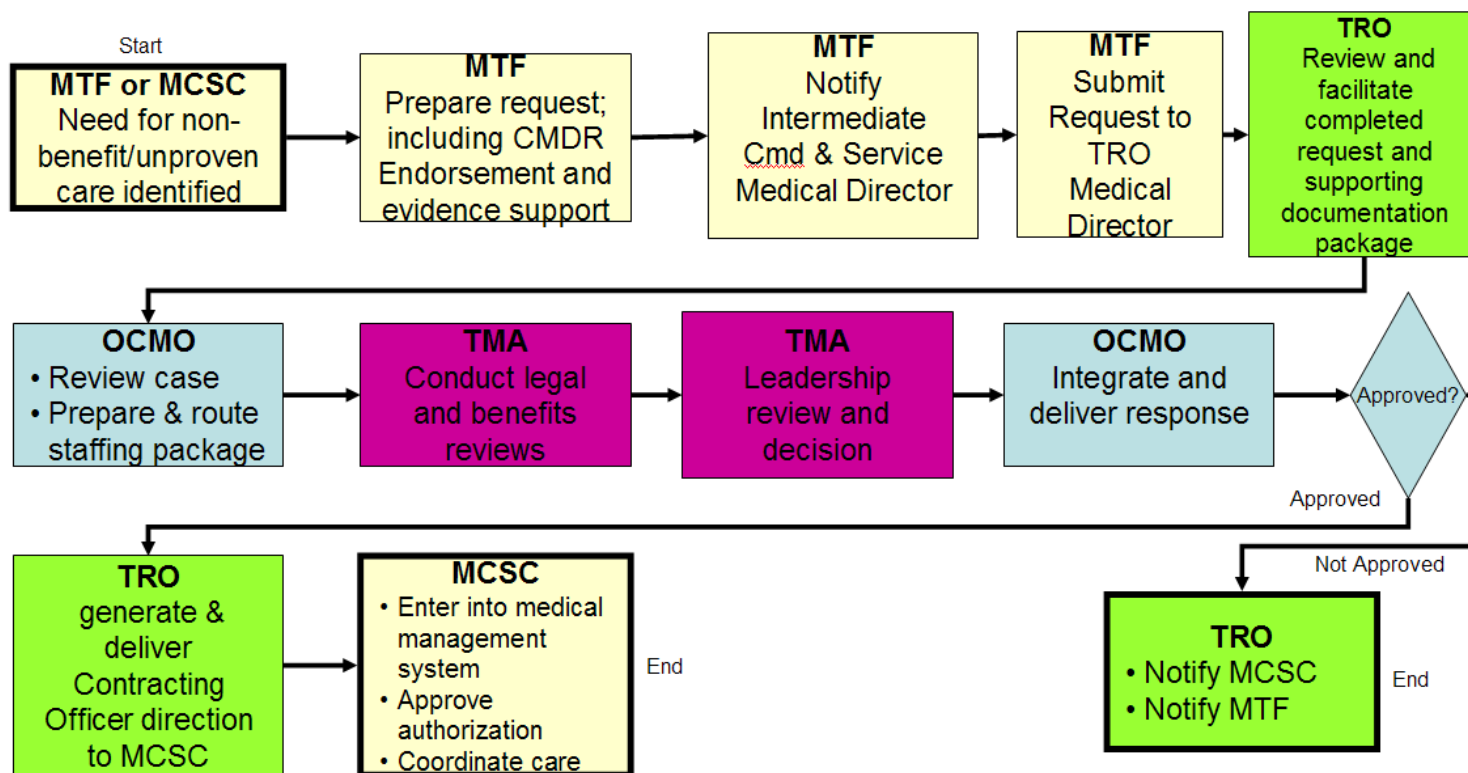 Start
MTF or MCSC
Need for non-
benefit/unproven
care identified
MTF
Prepare request;
including CMDR
Endorsement and
evidence support
MTF
Notify
Intermediate
Cmd & Service
Medical Director
MTF
Submit
Request to
TRO
Medical
Director
TRO
Review and
facilitate
completed
request and
supporting
documentation
package
OCMO
• Review case
• Prepare & route
staffing package
TMA
Conduct legal
and benefits
reviews
TMA
Leadership
review and
decision
OCMO
Integrate and
deliver response
Approved?
Approved
TRO
generate &
deliver
Contracting
Officer direction
to MCSC
MCSC
• Enter into medical
management
system
• Approve
authorization
• Coordinate care
End
Not Approved
TRO
• Notify MCSC
• Notify MTF
End